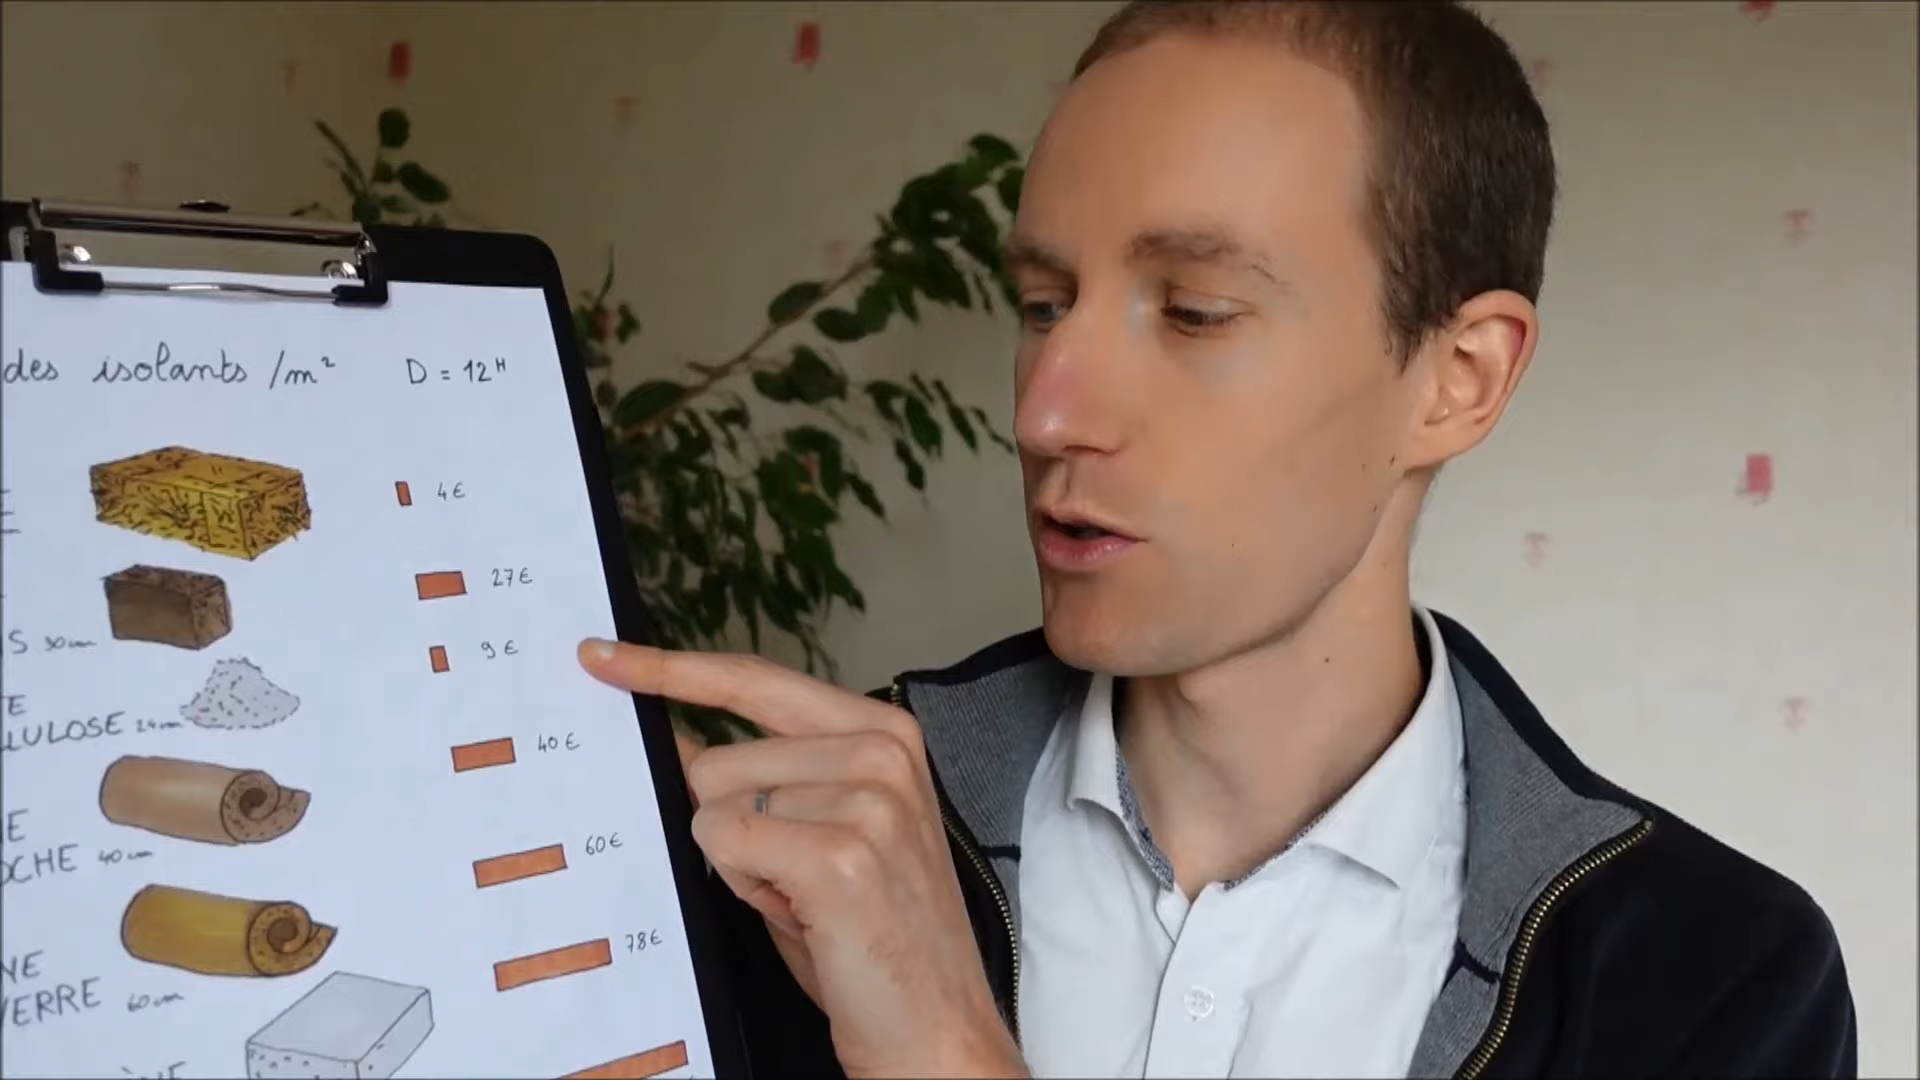 des isolants /m² D = 12H
4€
27€
S 30cm
9€
E
LULOSE 24cm
40€
E
OCHE 40cm
60€
NE
VERRE 60cm
78€